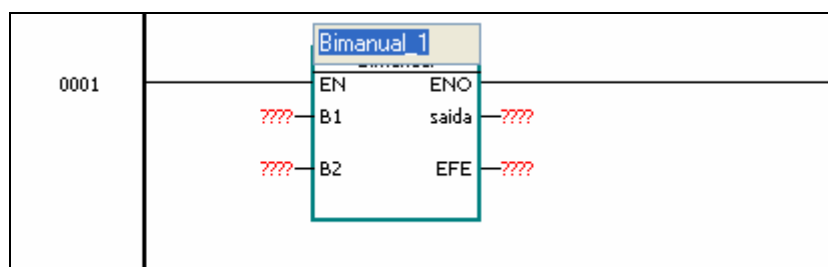 Bimanual_1
0001
EN ENO
???? B1 saida ????
???? B2 EFE ????